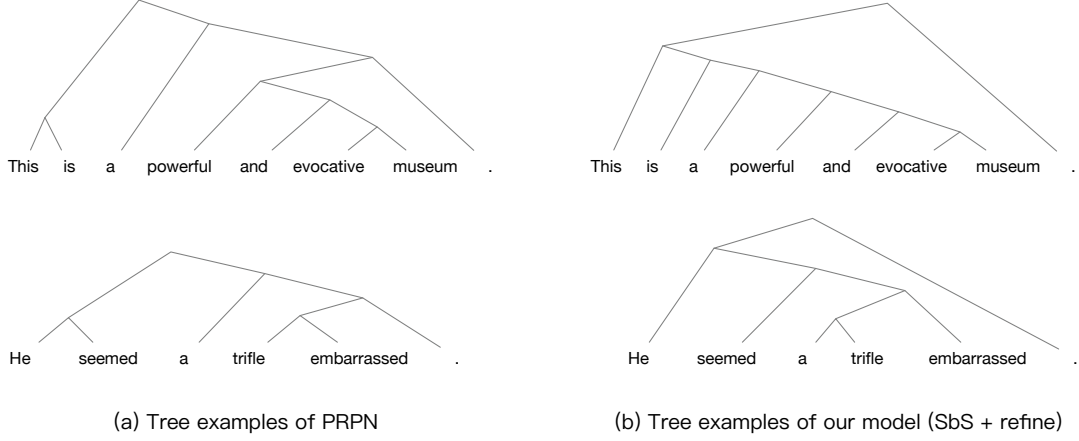 This is a powerful and evocative museum .
This is a powerful and evocative museum .
He seemed a trifle embarrassed .
He seemed a trifle embarrassed .
(a) Tree examples of PRPN
(b) Tree examples of our model (SbS + refine)